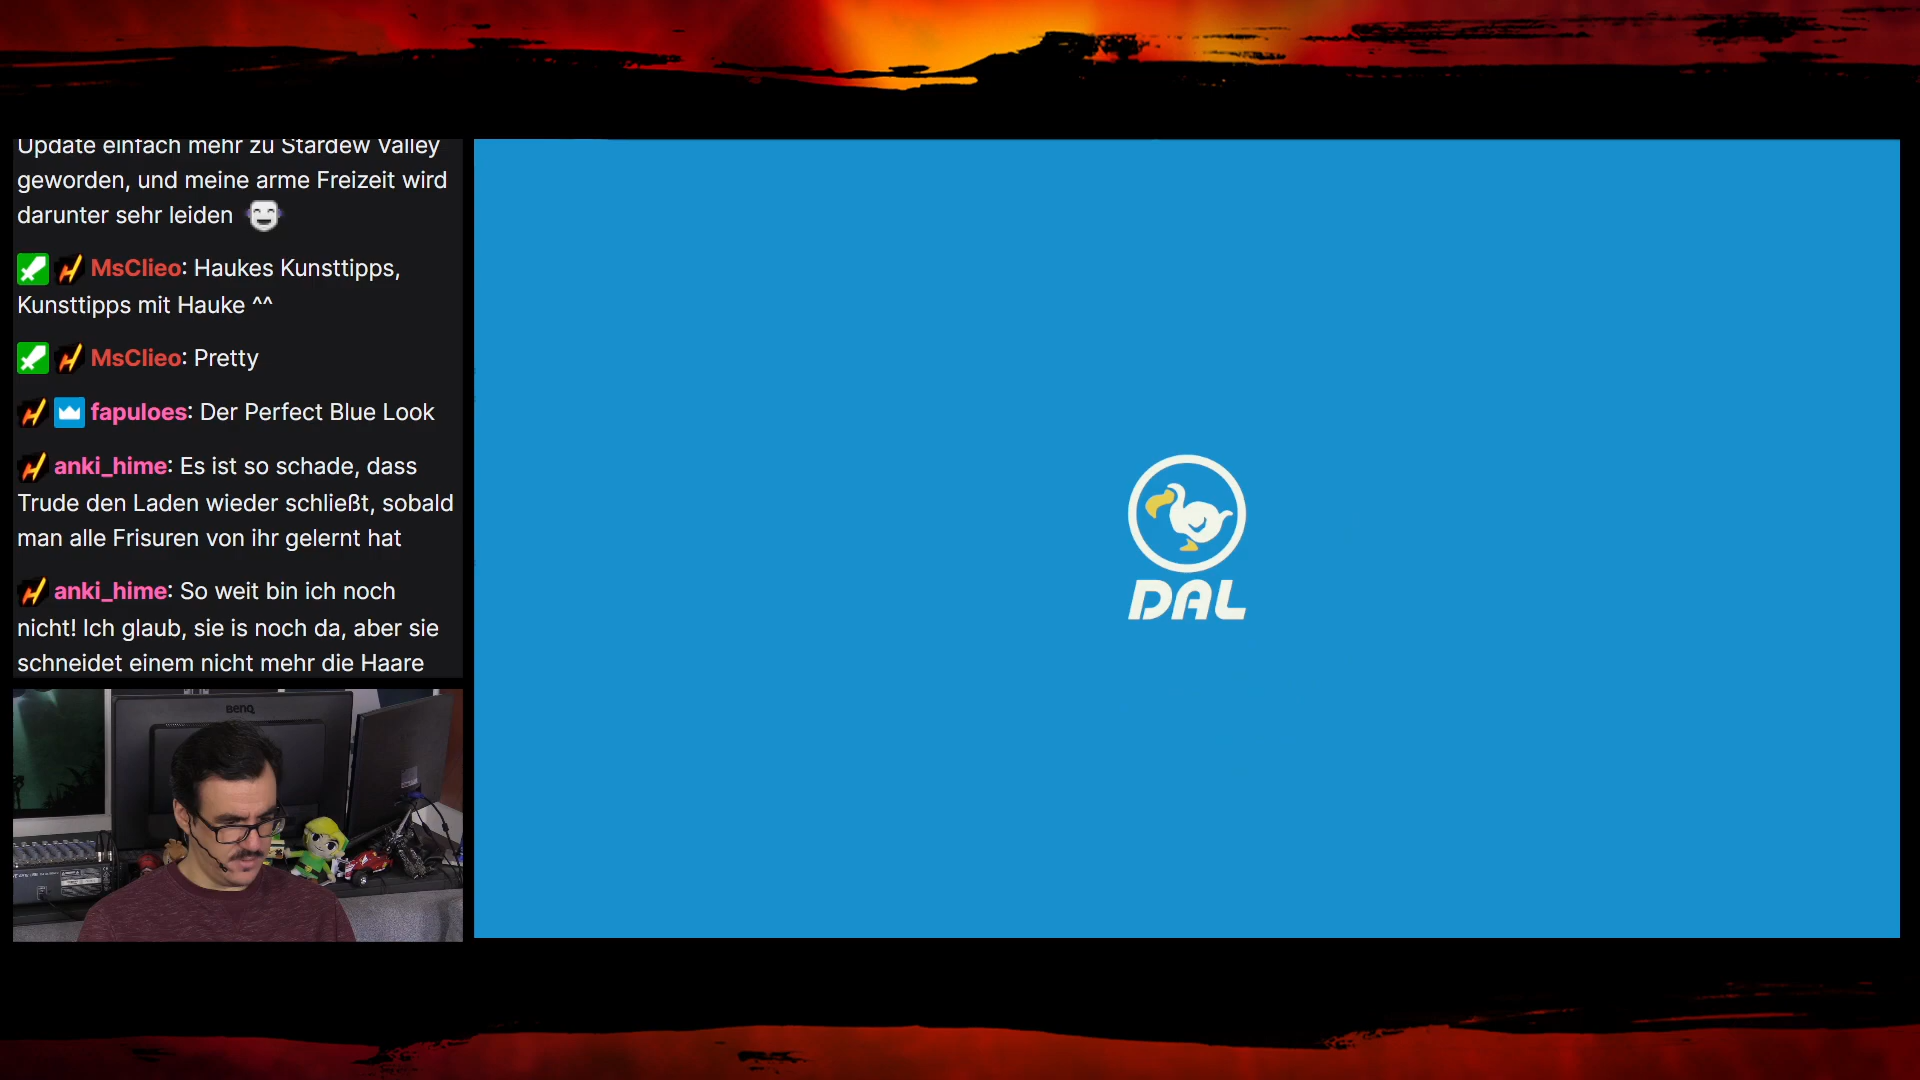 Update einfach mehr zu Stardew Valley
geworden, und meine arme Freizeit wird
darunter sehr leiden
MsClieo: Haukes Kunsttipps,
Kunsttipps mit Hauke ^^
MsClieo: Pretty
fapuloes: Der Perfect Blue Look
anki_hime: Es ist so schade, dass
Trude den Laden wieder schließt, sobald
man alle Frisuren von ihr gelernt hat
anki_hime: So weit bin ich noch
nicht! Ich glaub, sie is noch da, aber sie
schneidet einem nicht mehr die Haare
BenQ
DAL